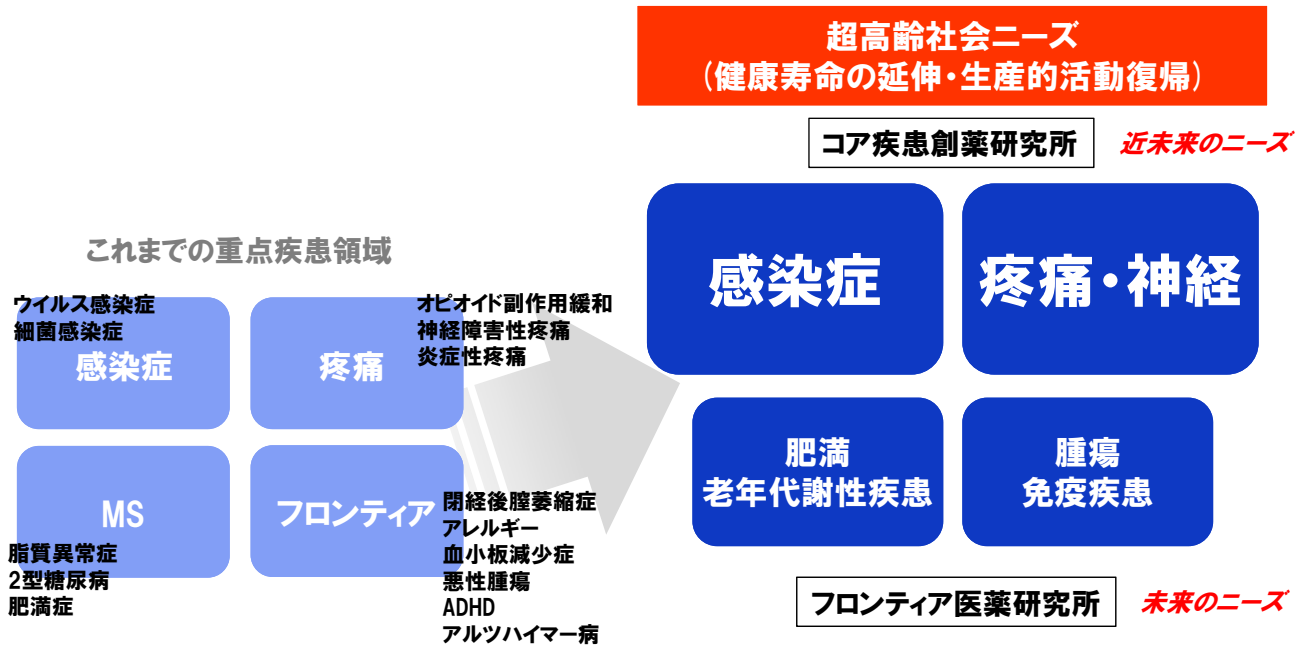 超高齢社会ニーズ
(健康寿命の延伸・生産的活動復帰)
コア疾患創薬研究所
近未来のニーズ
感染症
疼痛・神経
肥満
老年代謝性疾患
腫瘍
免疫疾患
フロンティア医薬研究所
未来のニーズ
これまでの重点疾患領域
ウイルス感染症
細菌感染症
感染症
オピオイド副作用緩和
神経障害性疼痛
炎症性疼痛
疼痛
MS
脂質異常症
2型糖尿病
肥満症
フロンティア
閉経後膣萎縮症
アレルギー
血小板減少症
悪性腫瘍
ADHD
アルツハイマー病